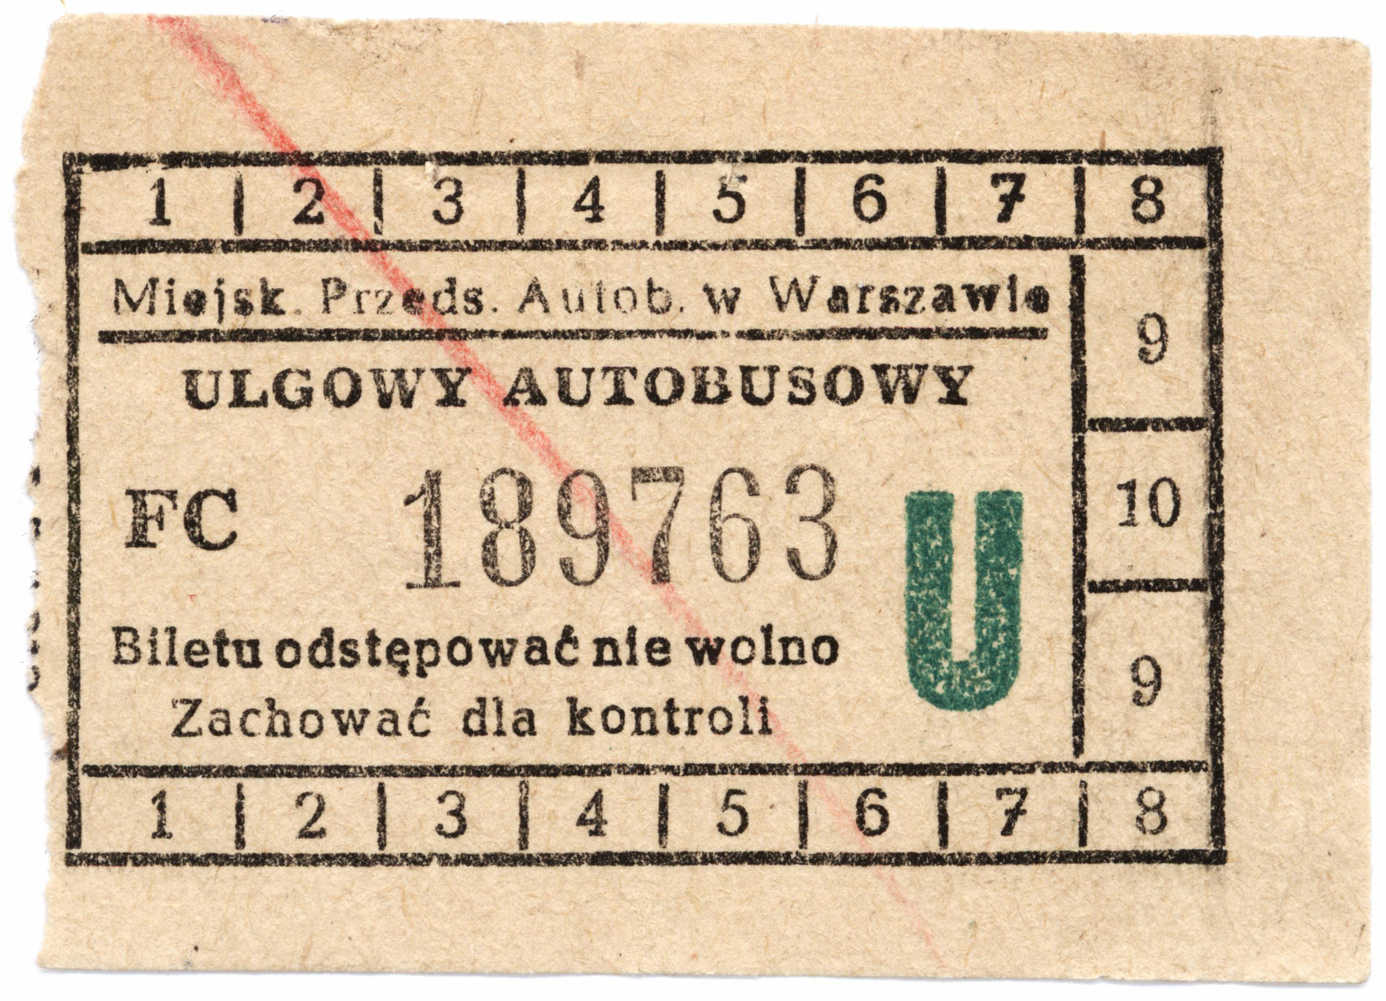 1 | 2 | 3 | 4 | 5 | 6 | 7 | 8
Miejsk. Przeds. Autob. w Warszawie
9
ULGOWY AUTOBUSOWY
FC 189763 U
10
Biletu odstępować nie wolno
9
Zachować dla kontroli
1 | 2 | 3 | 4 | 5 | 6 | 7 | 8